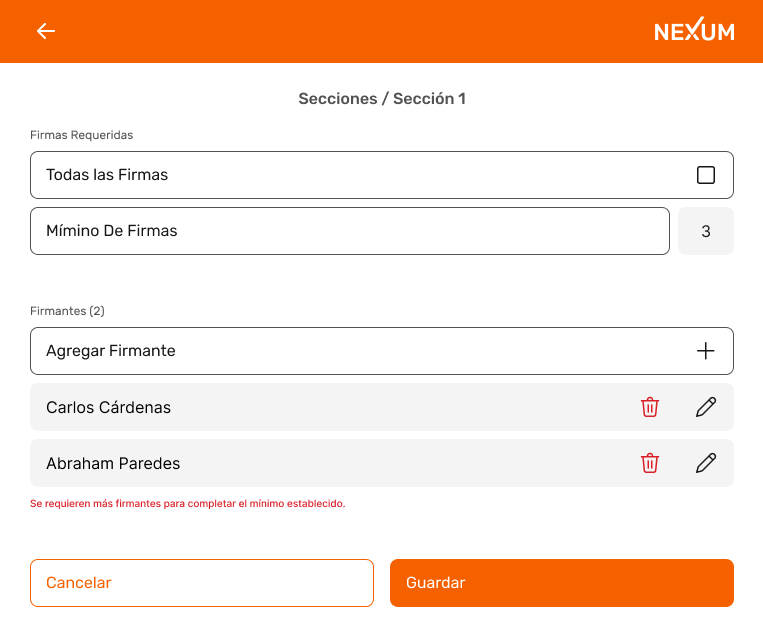 NEXUM
Secciones / Sección 1
Firmas Requeridas
Todas las Firmas
Mímino De Firmas
3
Firmantes (2)
Agregar Firmante
Carlos Cárdenas
Abraham Paredes
Se requieren más firmantes para completar el mínimo establecido.
Cancelar
Guardar